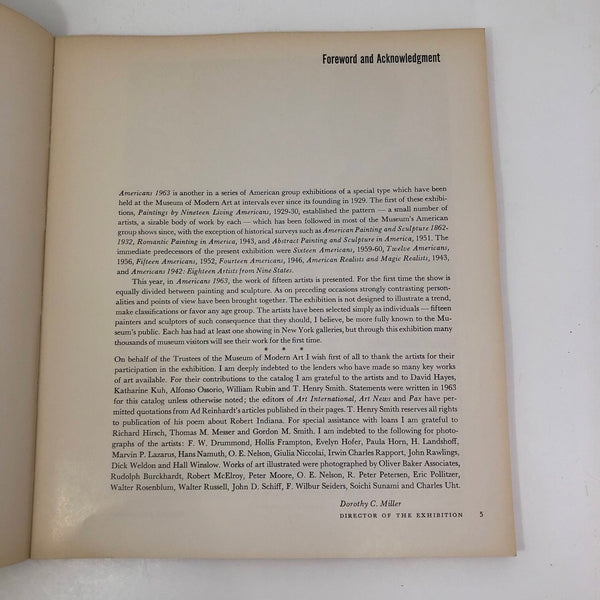 Foreword and Acknowledgment
Americans 1963 is another in a series of American group exhibitions of a special type which have been
held at the Museum of Modern Art at intervals ever since its founding in 1929. The first of these exhibi-
tions, Paintings by Nineteen Living Americans, 1929-30, established the pattern — a small number of
artists, a sizable body of work by each — which has been followed in most of the Museum's American
group shows since, with the exception of historical surveys such as American Painting and Sculpture 1862-
1932, Romantic Painting in America, 1943, and Abstract Painting and Sculpture in America, 1951. The
immediate predecessors of the present exhibition were Sixteen Americans, 1959-60, Twelve Americans,
1956, Fifteen Americans, 1952, Fourteen Americans, 1946, American Realists and Magic Realists, 1943,
and Americans 1942: Eighteen Artists from Nine States.
This year, in Americans 1963, the work of fifteen artists is presented. For the first time the show is
equally divided between painting and sculpture. As on preceding occasions strongly contrasting person-
alities and points of view have been brought together. The exhibition is not designed to illustrate a trend,
make classifications or favor any age group. The artists have been selected simply as individuals — fifteen
painters and sculptors of such consequence that they should, I believe, be more fully known to the Mu-
seum's public. Each has had at least one showing in New York galleries, but through this exhibition many
thousands of museum visitors will see their work for the first time.
* * *
On behalf of the Trustees of the Museum of Modern Art I wish first of all to thank the artists for their
participation in the exhibition. I am deeply indebted to the lenders who have made so many key works
of art available. For their contributions to the catalog I am grateful to the artists and to David Hayes,
Katharine Kuh, Alfonso Ossorio, William Rubin and T. Henry Smith. Statements were written in 1963
for this catalog unless otherwise noted; the editors of Art International, Art News and Pax have per-
mitted quotations from Ad Reinhardt's articles published in their pages. T. Henry Smith reserves all rights
to publication of his poem about Robert Indiana. For special assistance with loans I am grateful to
Richard Hirsch, Thomas M. Messer and Gordon M. Smith. I am indebted to the following for photo-
graphs of the artists: F. W. Drummond, Hollis Frampton, Evelyn Hofer, Paula Horn, H. Landshoff,
Marvin P. Lazarus, Hans Namuth, O. E. Nelson, Giulia Niccolai, Irwin Charles Rapport, John Rawlings,
Dick Weldon and Hall Winslow. Works of art illustrated were photographed by Oliver Baker Associates,
Rudolph Burckhardt, Robert McElroy, Peter Moore, O. E. Nelson, R. Peter Petersen, Eric Pollitzer,
Walter Rosenblum, Walter Russell, John D. Schiff, F. Wilbur Seiders, Soichi Sunami and Charles Uht.
Dorothy C. Miller
DIRECTOR OF THE EXHIBITION 5